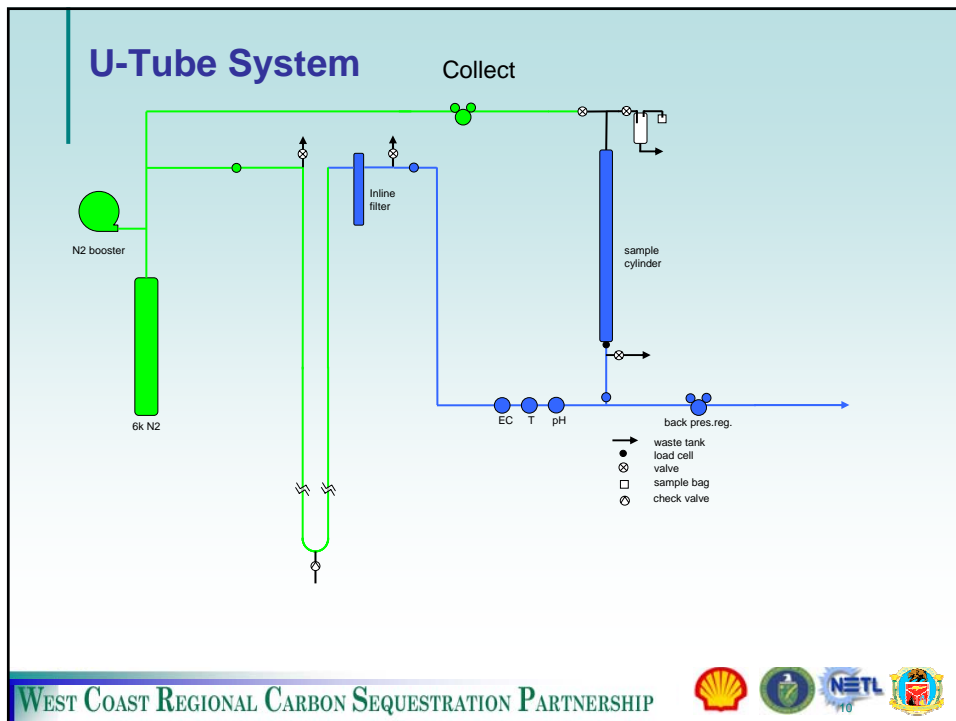 U-Tube System
Collect
Inline
filter
N2 booster
sample
cylinder
6k N2
EC T pH
back pres.reg.
waste tank
load cell
valve
sample bag
check valve
WEST COAST REGIONAL CARBON SEQUESTRATION PARTNERSHIP
NETL
10